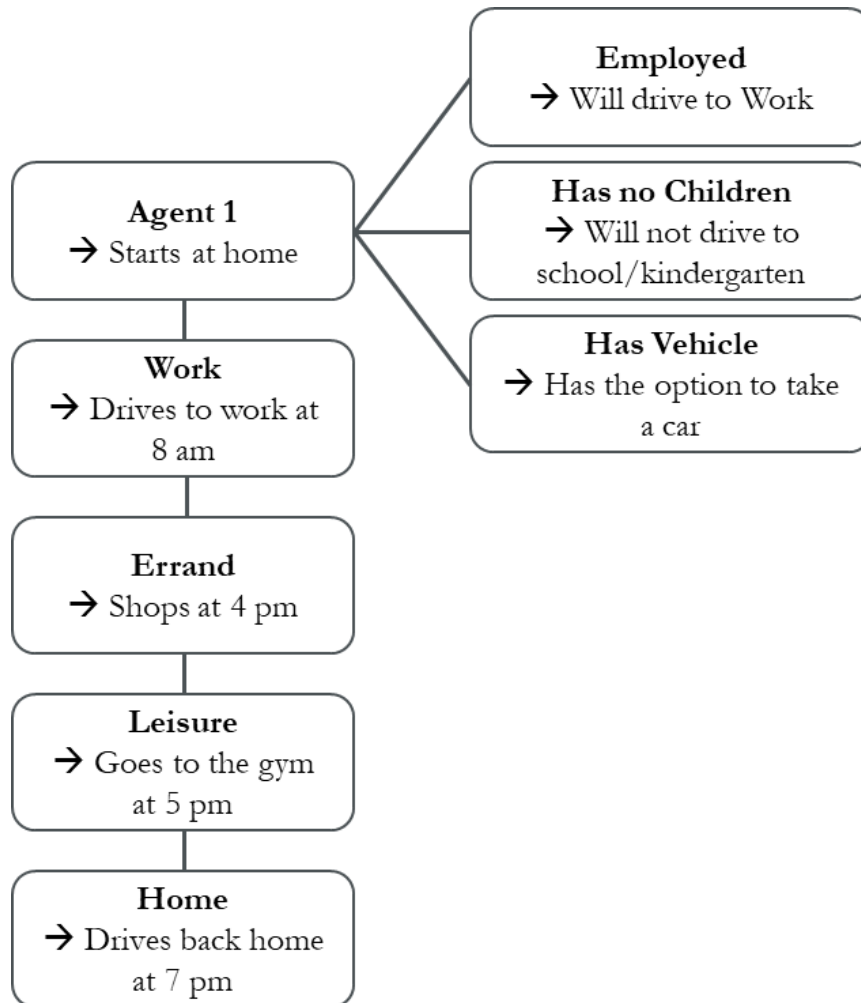 Employed
→ Will drive to Work
Agent 1
→ Starts at home
Has no Children
→ Will not drive to
school/kindergarten
Has Vehicle
→ Has the option to take
a car
Work
→ Drives to work at
8 am
Errand
→ Shops at 4 pm
Leisure
→ Goes to the gym
at 5 pm
Home
→ Drives back home
at 7 pm